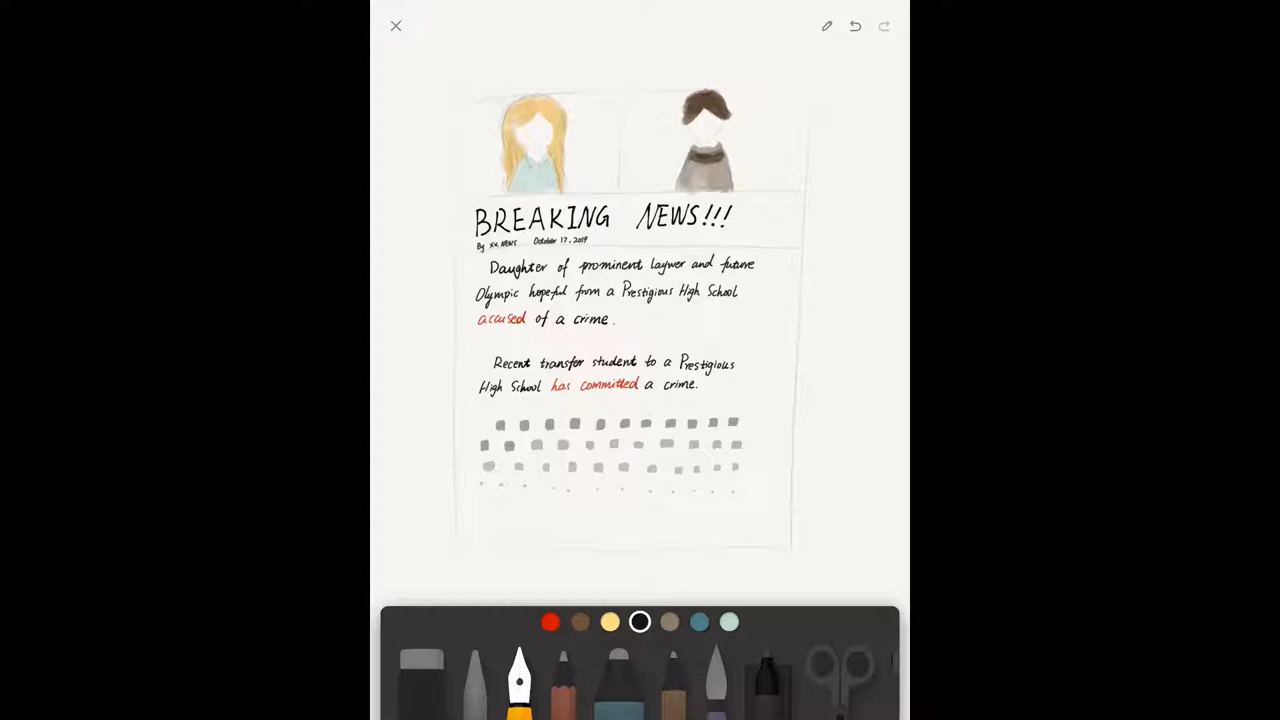 BREAKING NEWS!!!
By xx NEWS October 17, 2019
Daughter of prominent laywer and future
Olympic hopeful from a Prestigious High School
accused of a crime.
Recent transfer student to a Prestigious
High School has committed a crime.